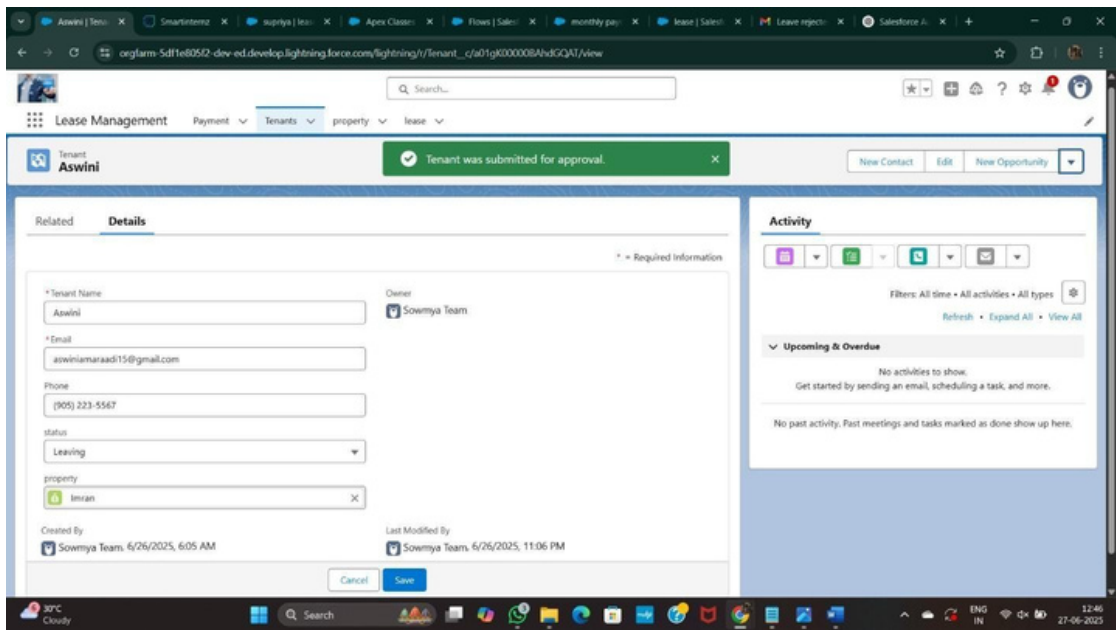 Aswini | Tena
Smartinternz
supriya | leas
Apex Classes
Flows | Salesf
monthly pay
lease | Salesfo
Leave rejecte
Salesforce A
orgfarm-5df1e805f2-dev-ed.develop.lightning.force.com/lightning/r/Tenant__c/a01gK000008AhdGQAT/view
Search...
Lease Management
Payment
Tenants
property
lease
Tenant
Aswini
Tenant was submitted for approval.
New Contact
Edit
New Opportunity
Related
Details
* = Required Information
*Tenant Name
Aswini
Owner
Sowmya Team
*Email
aswiniamaraadi15@gmail.com
Phone
(905) 223-5567
status
Leaving
property
Imran
Created By
Sowmya Team, 6/26/2025, 6:05 AM
Last Modified By
Sowmya Team, 6/26/2025, 11:06 PM
Cancel
Save
Activity
Filters: All time • All activities • All types
Refresh • Expand All • View All
Upcoming & Overdue
No activities to show.
Get started by sending an email, scheduling a task, and more.
No past activity. Past meetings and tasks marked as done show up here.
30°C
Cloudy
Search
ENG
IN
12:46
27-06-2025